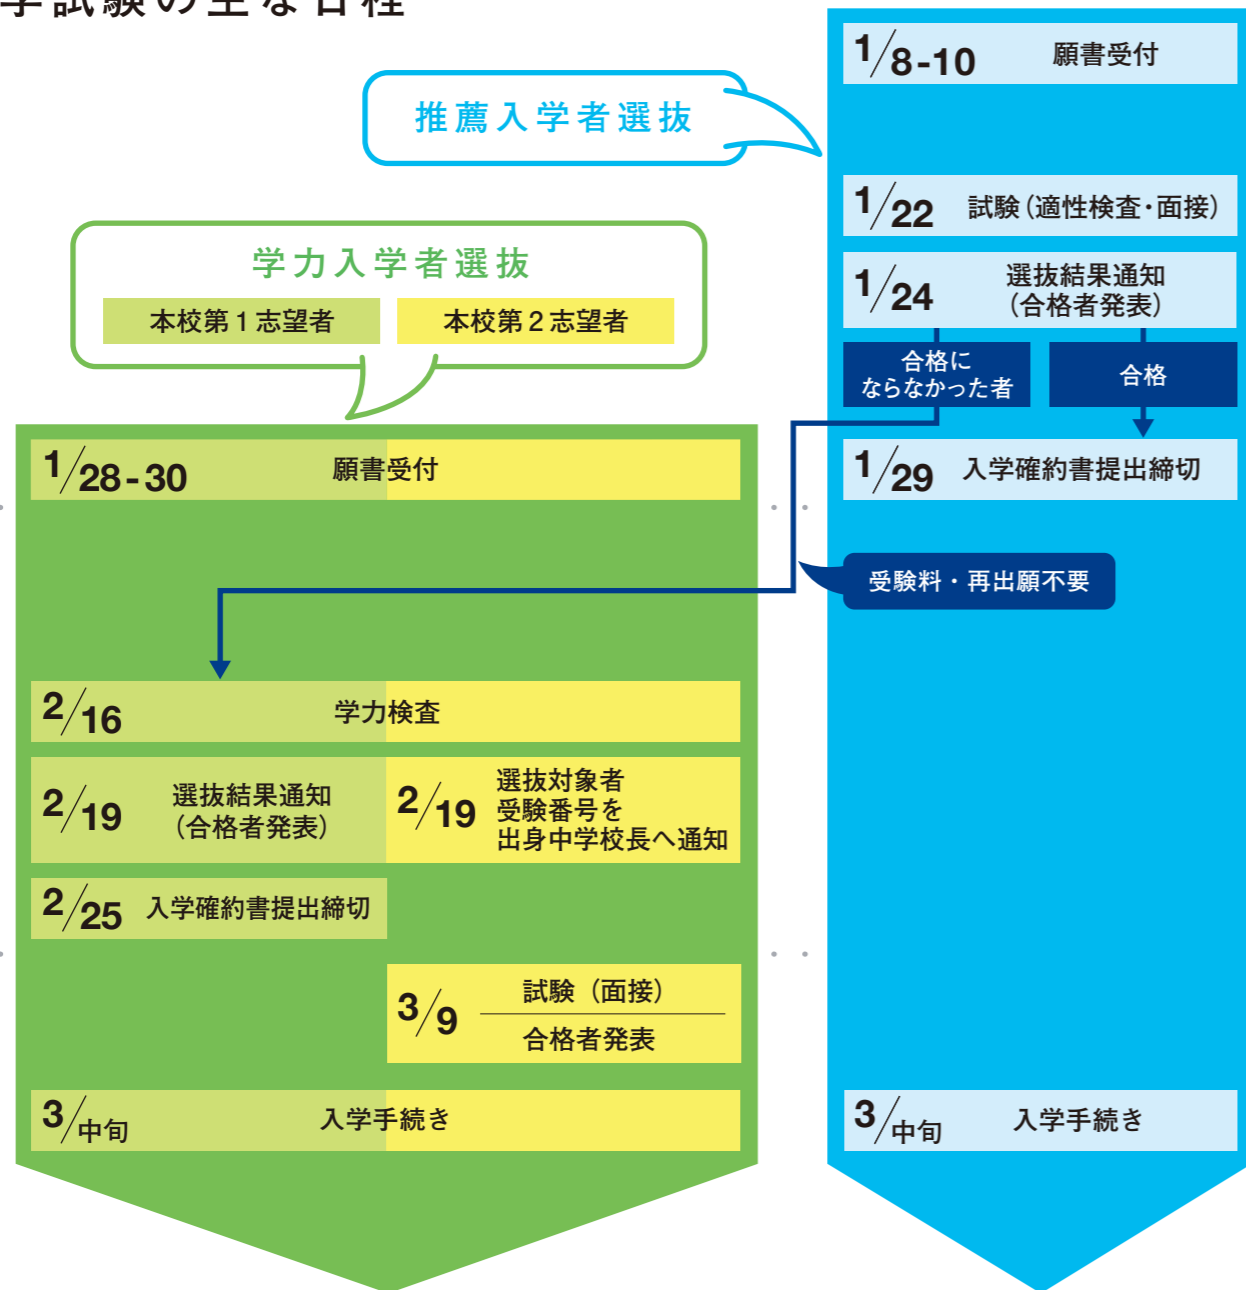 学試験の主な日程
推薦入学者選抜
1/8-10 願書受付
1/22 試験（適性検査・面接）
1/24 選抜結果通知
（合格者発表）
合格に
ならなかった者
合格
1/29 入学確約書提出締切
受験料・再出願不要
3/中旬 入学手続き
学力入学者選抜
本校第１志望者
本校第２志望者
1/28-30 願書受付
2/16 学力検査
2/19 選抜結果通知
（合格者発表）
2/19 選抜対象者
受験番号を
出身中学校長へ通知
2/25 入学確約書提出締切
3/9 試験（面接）
合格者発表
3/中旬 入学手続き